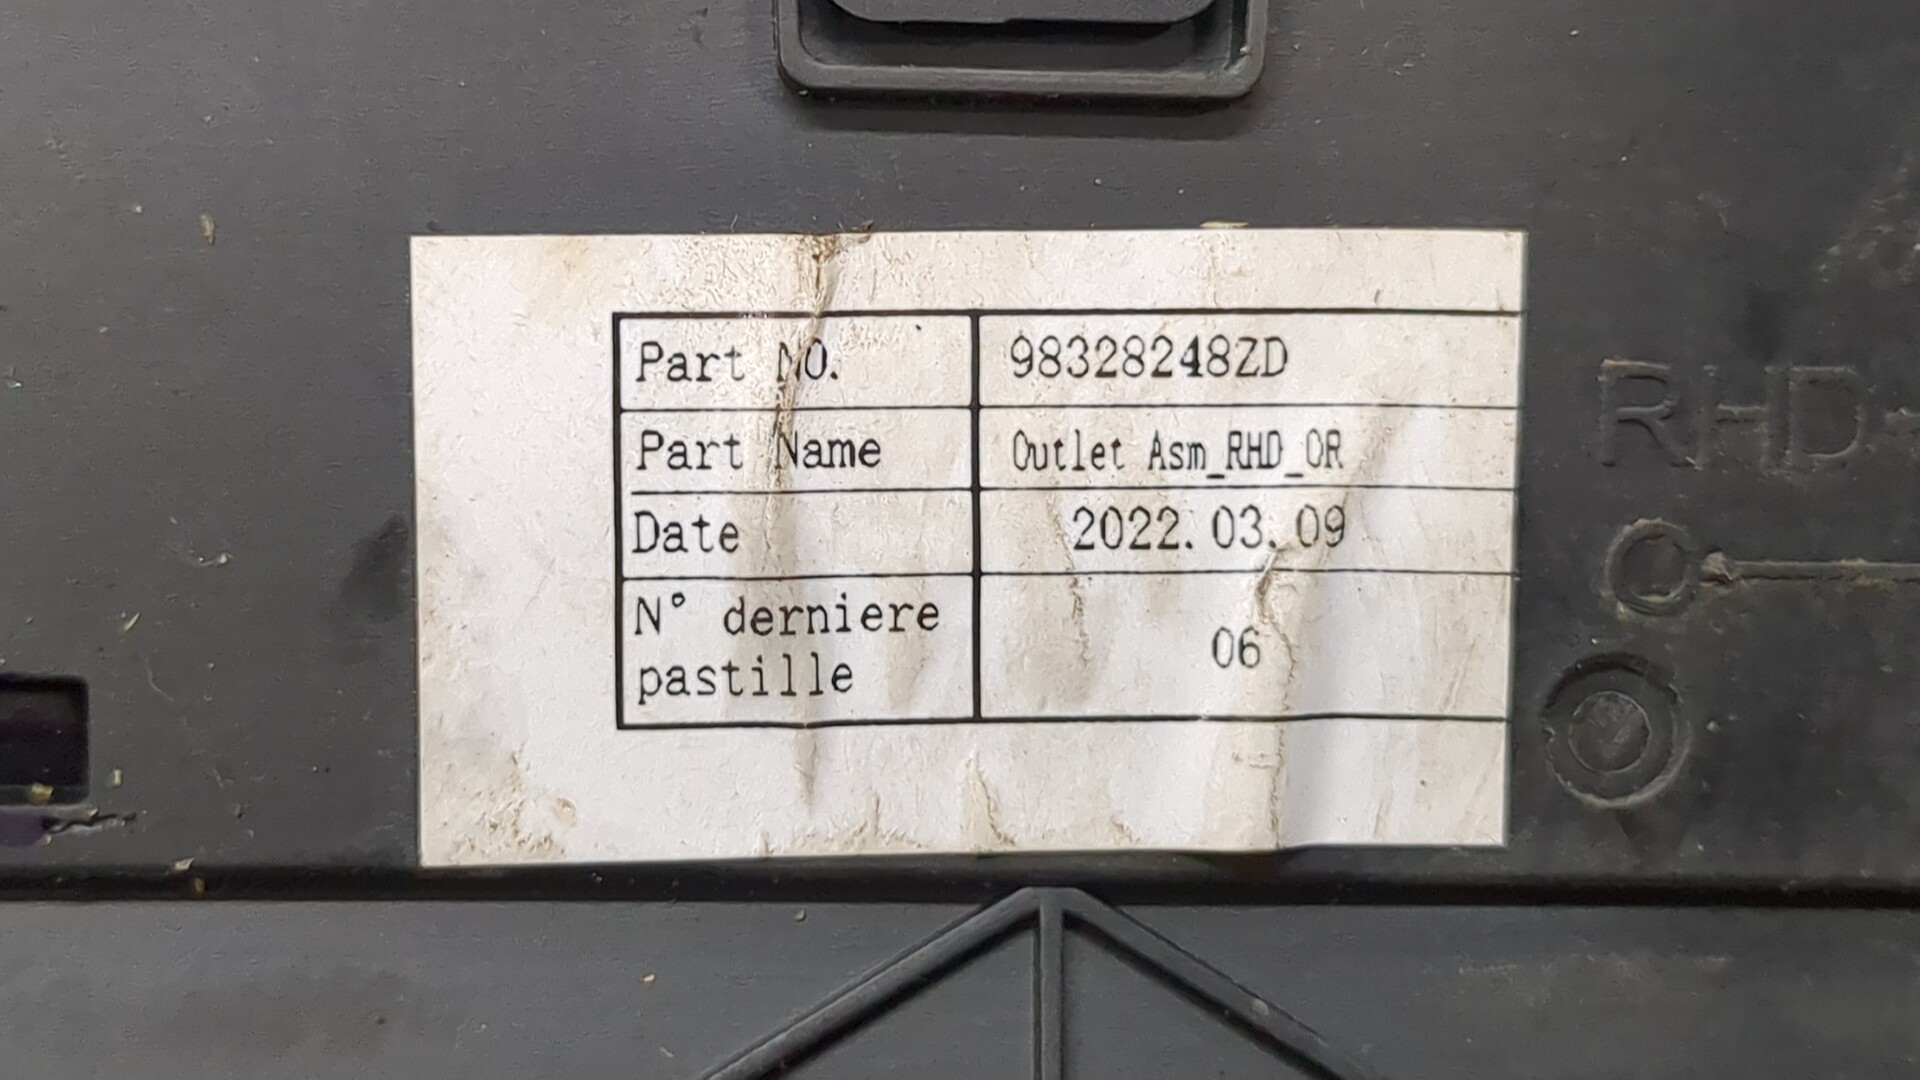 Part NO. 98328248ZD
Part Name Outlet Asm_RHD_OR
Date 2022.03.09
N° derniere
pastille 06
RHD-